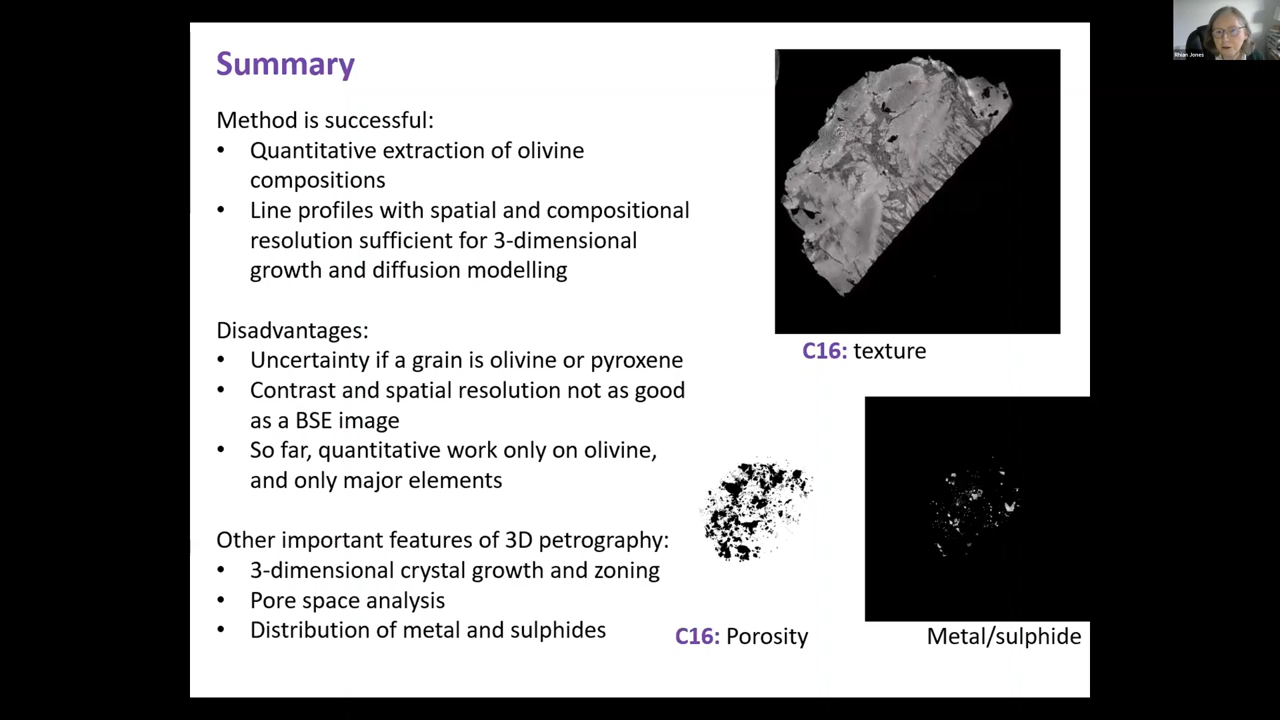 Summary
Method is successful:
• Quantitative extraction of olivine
compositions
• Line profiles with spatial and compositional
resolution sufficient for 3-dimensional
growth and diffusion modelling
Disadvantages:
• Uncertainty if a grain is olivine or pyroxene
• Contrast and spatial resolution not as good
as a BSE image
• So far, quantitative work only on olivine,
and only major elements
Other important features of 3D petrography:
• 3-dimensional crystal growth and zoning
• Pore space analysis
• Distribution of metal and sulphides
C16: texture
C16: Porosity
Metal/sulphide
Rhian Jones